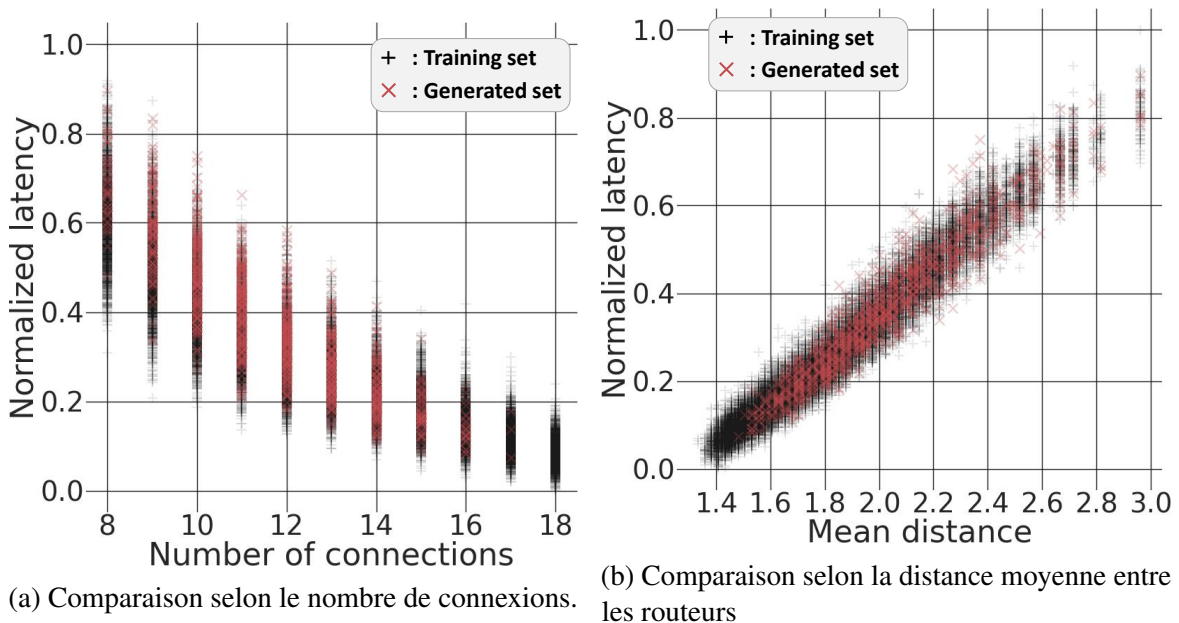 1.0
0.8
0.6
0.4
0.2
0.0
Normalized latency
+ : Training set
× : Generated set
8 10 12 14 16 18
Number of connections
(a) Comparaison selon le nombre de connexions.
1.0
0.8
0.6
0.4
0.2
0.0
Normalized latency
+ : Training set
× : Generated set
1.4 1.6 1.8 2.0 2.2 2.4 2.6 2.8 3.0
Mean distance
(b) Comparaison selon la distance moyenne entre
les routeurs